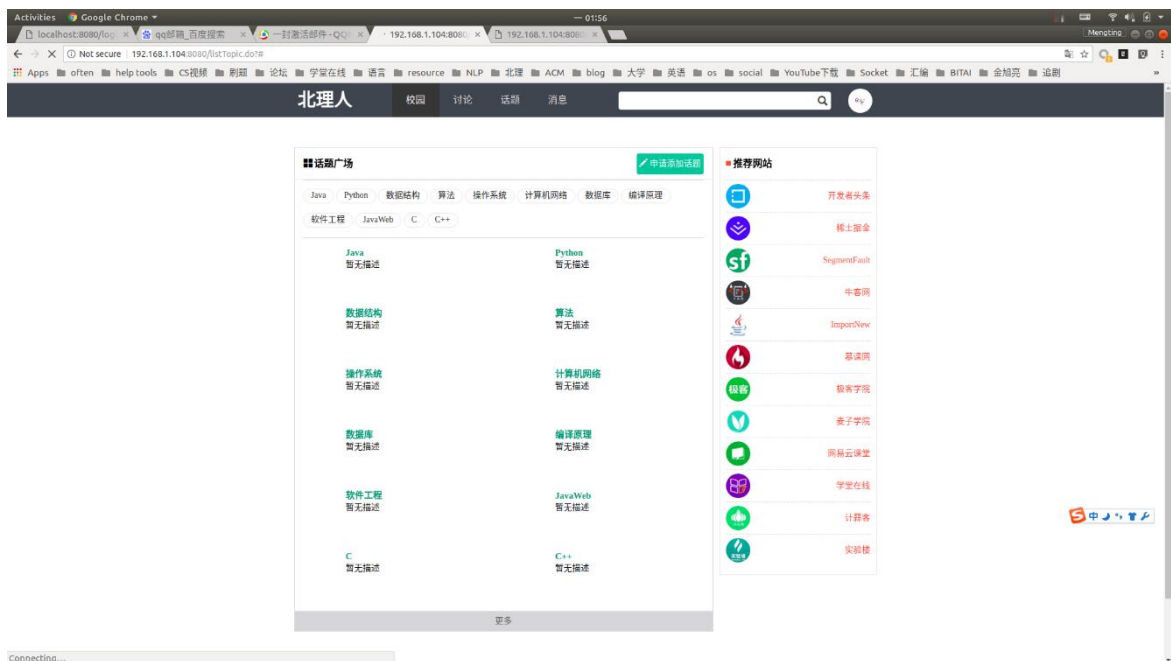 Activities Google Chrome — 01:56
localhost:8080/log × qq邮箱_百度搜索 × 一封激活邮件 - QQ × 192.168.1.104:8080/ × 192.168.1.104:8080 × Mengting
Not secure 192.168.1.104:8080/listTopic.do?#
Apps often help tools CS视频 刷题 论坛 学堂在线 语言 resource NLP 北理 ACM blog 大学 英语 os social YouTube下载 Socket 汇编 BITAI 金旭亮 追剧 »
北理人 校园 讨论 话题 消息
话题广场 申请添加话题
Java Python 数据结构 算法 操作系统 计算机网络 数据库 编译原理
软件工程 JavaWeb C C++
Java Python
暂无描述 暂无描述
数据结构 算法
暂无描述 暂无描述
操作系统 计算机网络
暂无描述 暂无描述
数据库 编译原理
暂无描述 暂无描述
软件工程 JavaWeb
暂无描述 暂无描述
C C++
暂无描述 暂无描述
更多
推荐网站
开发者头条
稀土掘金
sf SegmentFault
牛客网
ImportNew
慕课网
极客 极客学院
麦子学院
网易云课堂
学堂在线
计蒜客
实验楼
中
Connecting...